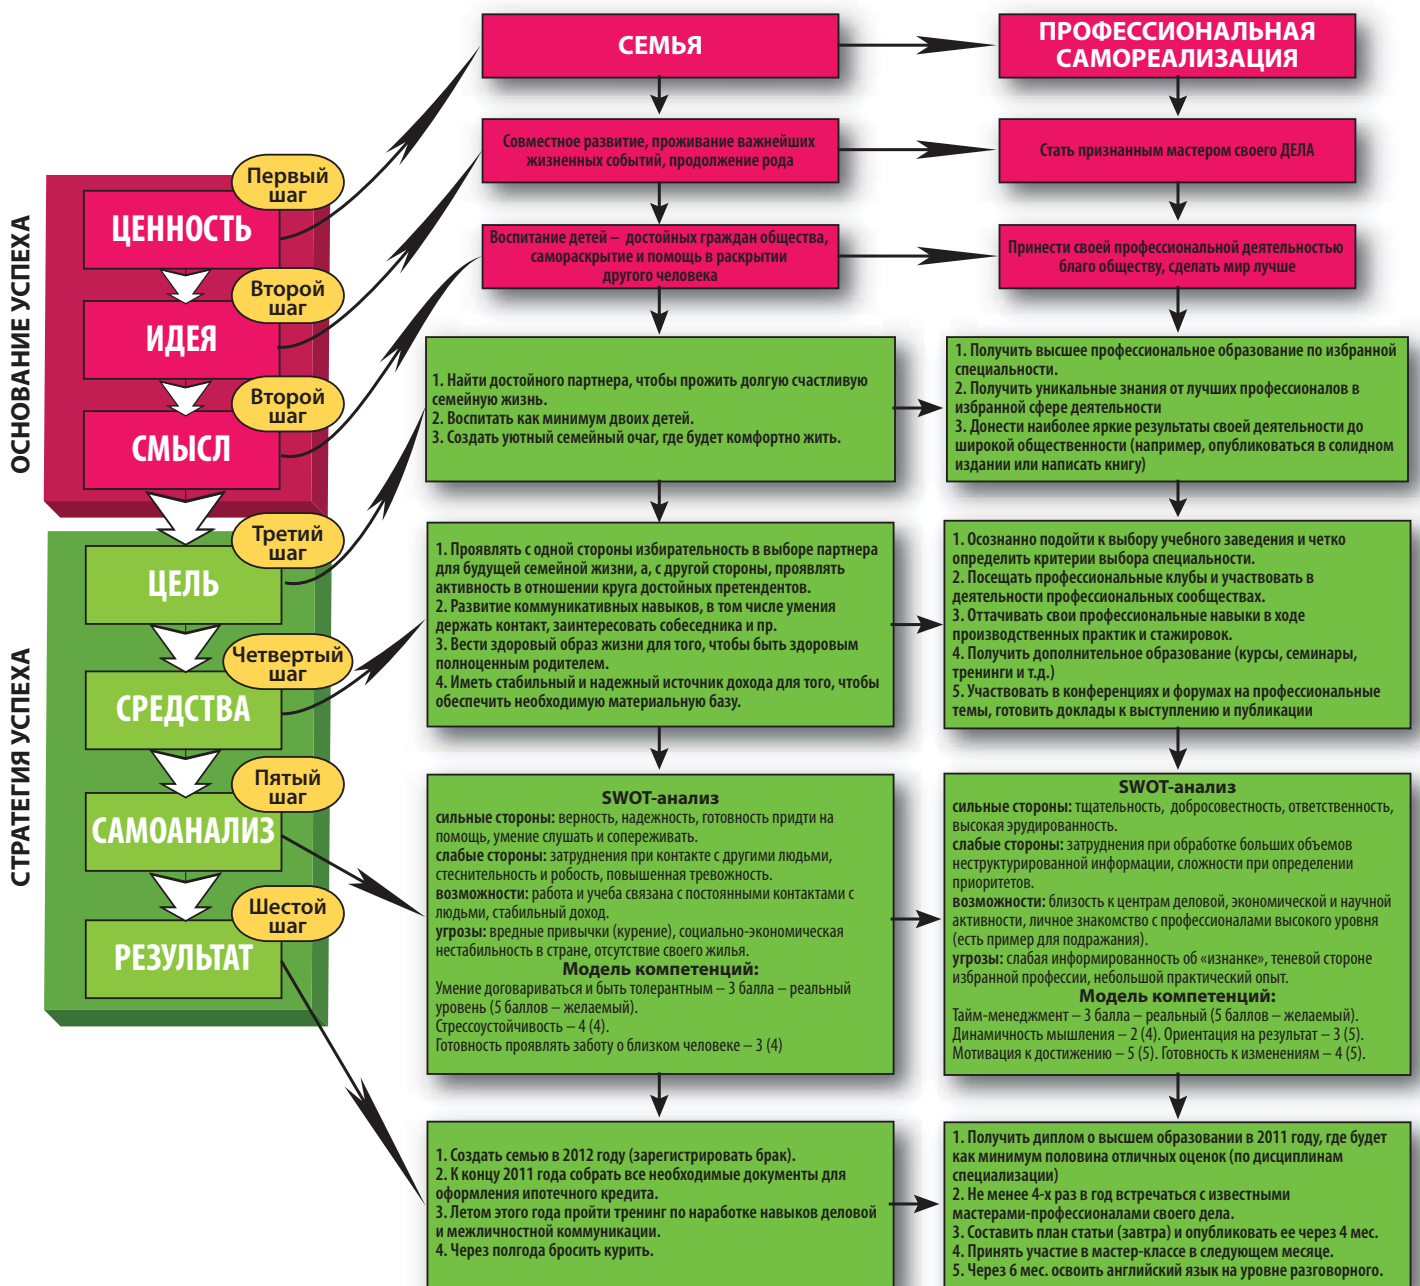 СЕМЬЯ
ПРОФЕССИОНАЛЬНАЯ
САМОРЕАЛИЗАЦИЯ
Совместное развитие, проживание важнейших
жизненных событий, продолжение рода
Стать признанным мастером своего ДЕЛА
Воспитание детей – достойных граждан общества,
самораскрытие и помощь в раскрытии
другого человека
Принести своей профессиональной деятельностью
благо обществу, сделать мир лучше
ОСНОВАНИЕ УСПЕХА
Первый
шаг
ЦЕННОСТЬ
Второй
шаг
ИДЕЯ
Второй
шаг
СМЫСЛ
СТРАТЕГИЯ УСПЕХА
Третий
шаг
ЦЕЛЬ
Четвертый
шаг
СРЕДСТВА
Пятый
шаг
САМОАНАЛИЗ
Шестой
шаг
РЕЗУЛЬТАТ
1. Найти достойного партнера, чтобы прожить долгую счастливую
семейную жизнь.
2. Воспитать как минимум двоих детей.
3. Создать уютный семейный очаг, где будет комфортно жить.
1. Получить высшее профессиональное образование по избранной
специальности.
2. Получить уникальные знания от лучших профессионалов в
избранной сфере деятельности
3. Донести наиболее яркие результаты своей деятельности до
широкой общественности (например, опубликоваться в солидном
издании или написать книгу)
1. Проявлять с одной стороны избирательность в выборе партнера
для будущей семейной жизни, а, с другой стороны, проявлять
активность в отношении круга достойных претендентов.
2. Развитие коммуникативных навыков, в том числе умения
держать контакт, заинтересовать собеседника и пр.
3. Вести здоровый образ жизни для того, чтобы быть здоровым
полноценным родителем.
4. Иметь стабильный и надежный источник дохода для того, чтобы
обеспечить необходимую материальную базу.
1. Осознанно подойти к выбору учебного заведения и четко
определить критерии выбора специальности.
2. Посещать профессиональные клубы и участвовать в
деятельности профессиональных сообществах.
3. Оттачивать свои профессиональные навыки в ходе
производственных практик и стажировок.
4. Получить дополнительное образование (курсы, семинары,
тренинги и т.д.)
5. Участвовать в конференциях и форумах на профессиональные
темы, готовить доклады к выступлению и публикации
SWOT-анализ
сильные стороны: верность, надежность, готовность придти на
помощь, умение слушать и сопереживать.
слабые стороны: затруднения при контакте с другими людьми,
стеснительность и робость, повышенная тревожность.
возможности: работа и учеба связана с постоянными контактами с
людьми, стабильный доход.
угрозы: вредные привычки (курение), социально-экономическая
нестабильность в стране, отсутствие своего жилья.
Модель компетенций:
Умение договариваться и быть толерантным – 3 балла – реальный
уровень (5 баллов – желаемый).
Стрессоустойчивость – 4 (4).
Готовность проявлять заботу о близком человеке – 3 (4)
SWOT-анализ
сильные стороны: тщательность, добросовестность, ответственность,
высокая эрудированность.
слабые стороны: затруднения при обработке больших объемов
неструктурированной информации, сложности при определении
приоритетов.
возможности: близость к центрам деловой, экономической и научной
активности, личное знакомство с профессионалами высокого уровня
(есть пример для подражания).
угрозы: слабая информированность об «изнанке», теневой стороне
избранной профессии, небольшой практический опыт.
Модель компетенций:
Тайм-менеджмент – 3 балла – реальный (5 баллов – желаемый).
Динамичность мышления – 2 (4). Ориентация на результат – 3 (5).
Мотивация к достижению – 5 (5). Готовность к изменениям – 4 (5).
1. Создать семью в 2012 году (зарегистрировать брак).
2. К концу 2011 года собрать все необходимые документы для
оформления ипотечного кредита.
3. Летом этого года пройти тренинг по наработке навыков деловой
и межличностной коммуникации.
4. Через полгода бросить курить.
1. Получить диплом о высшем образовании в 2011 году, где будет
как минимум половина отличных оценок (по дисциплинам
специализации)
2. Не менее 4-х раз в год встречаться с известными
мастерами-профессионалами своего дела.
3. Составить план статьи (завтра) и опубликовать ее через 4 мес.
4. Принять участие в мастер-классе в следующем месяце.
5. Через 6 мес. освоить английский язык на уровне разговорного.